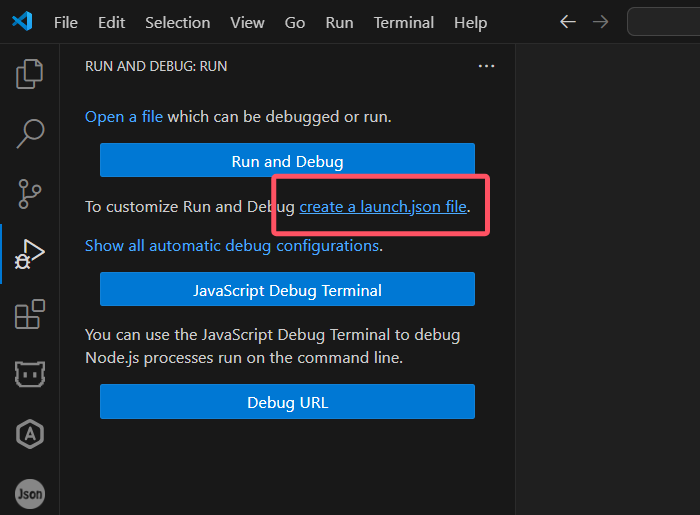 File Edit Selection View Go Run Terminal Help
RUN AND DEBUG: RUN
Open a file which can be debugged or run.
Run and Debug
To customize Run and Debug create a launch.json file.
Show all automatic debug configurations.
JavaScript Debug Terminal
You can use the JavaScript Debug Terminal to debug
Node.js processes run on the command line.
Debug URL
Json